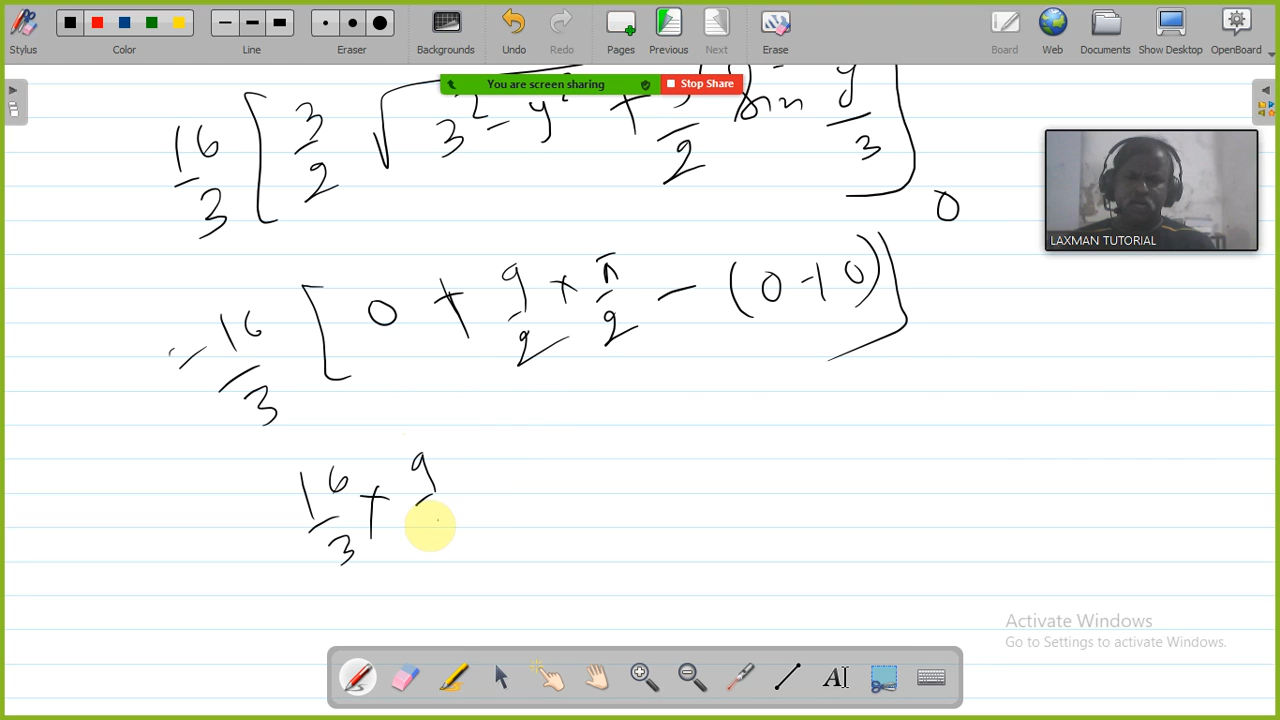 Stylus Color Line Eraser Backgrounds Undo Redo Pages Previous Next Erase Board Web Documents Show Desktop OpenBoard
You are screen sharing Stop Share
16/3 [ 3/2 √(3² - y²) + /2 sin y/3 ] 0
LAXMAN TUTORIAL
= 16/3 [ 0 + 9/2 × π/2 - (0+0) ]
16/3 + 9
Activate Windows
Go to Settings to activate Windows.